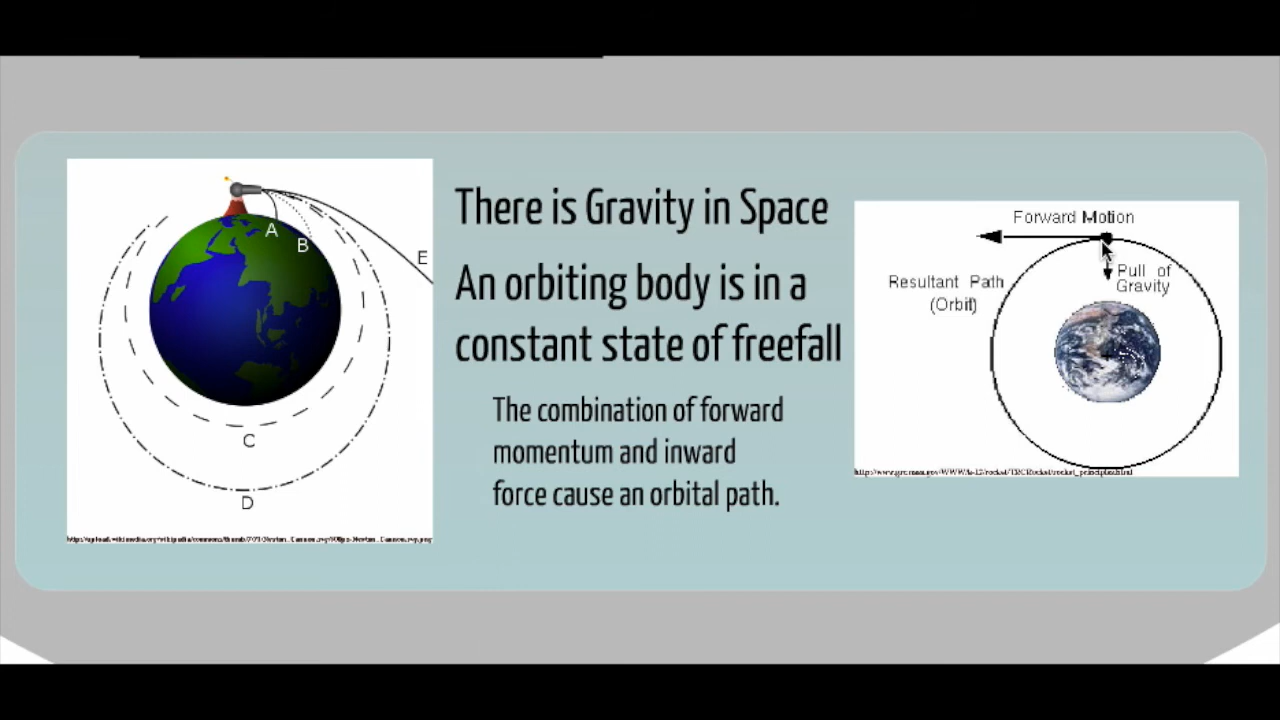 There is Gravity in Space
An orbiting body is in a
constant state of freefall
The combination of forward
momentum and inward
force cause an orbital path.
A
B
E
C
D
Forward Motion
Pull of
Gravity
Resultant Path
(Orbit)